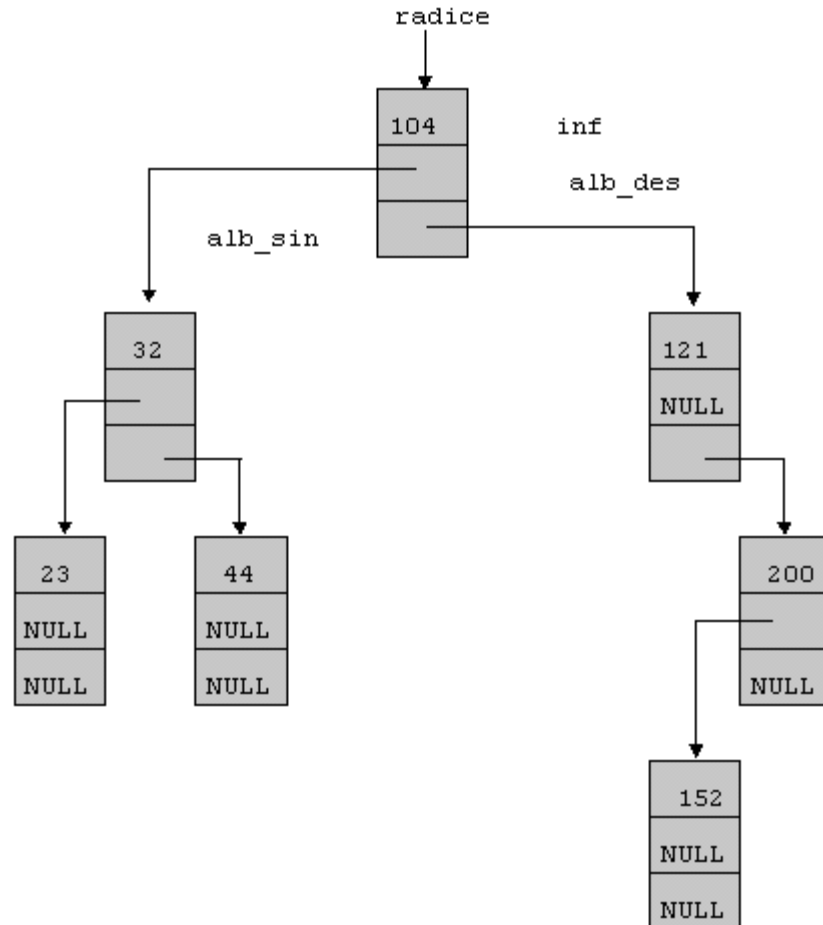 radice
104 inf
alb_des
alb_sin
32 121
NULL
23 44 200
NULL NULL
NULL NULL NULL
152
NULL
NULL